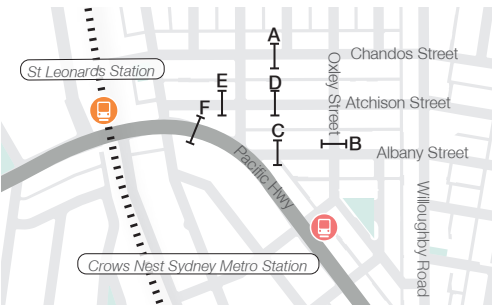 A
Chandos Street
St Leonards Station
E
D
Oxley Street
Atchison Street
F
C
B
Albany Street
Pacific Hwy
Willoughby Road
Crows Nest Sydney Metro Station